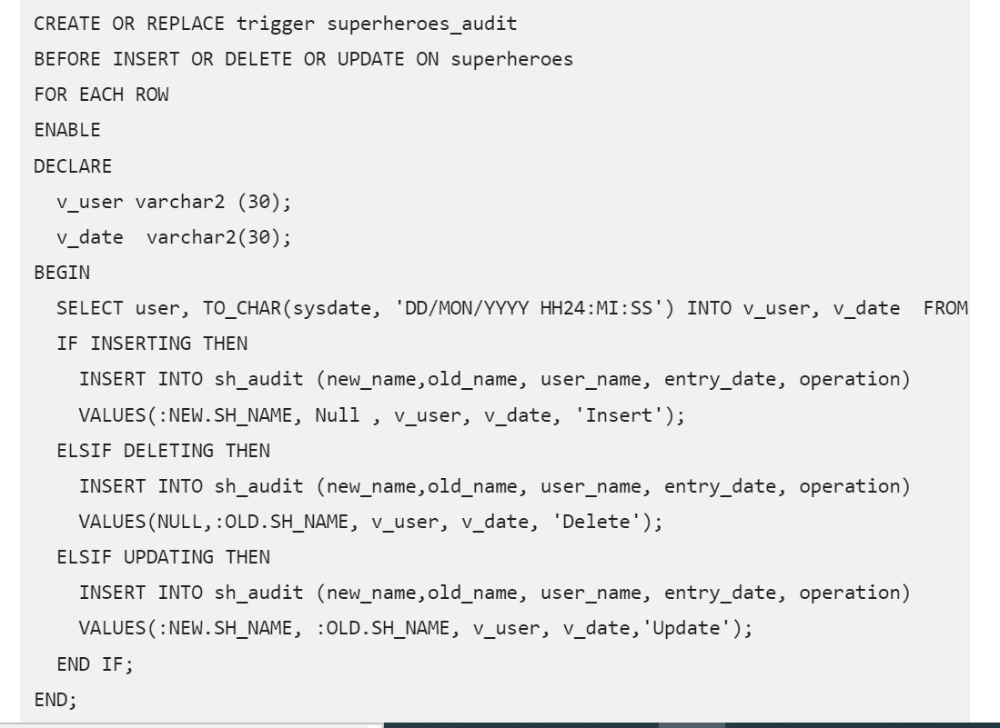 CREATE OR REPLACE trigger superheroes_audit
BEFORE INSERT OR DELETE OR UPDATE ON superheroes
FOR EACH ROW
ENABLE
DECLARE
  v_user varchar2 (30);
  v_date  varchar2(30);
BEGIN
  SELECT user, TO_CHAR(sysdate, 'DD/MON/YYYY HH24:MI:SS') INTO v_user, v_date  FROM
  IF INSERTING THEN
    INSERT INTO sh_audit (new_name,old_name, user_name, entry_date, operation)
    VALUES(:NEW.SH_NAME, Null , v_user, v_date, 'Insert');
  ELSIF DELETING THEN
    INSERT INTO sh_audit (new_name,old_name, user_name, entry_date, operation)
    VALUES(NULL,:OLD.SH_NAME, v_user, v_date, 'Delete');
  ELSIF UPDATING THEN
    INSERT INTO sh_audit (new_name,old_name, user_name, entry_date, operation)
    VALUES(:NEW.SH_NAME, :OLD.SH_NAME, v_user, v_date,'Update');
  END IF;
END;